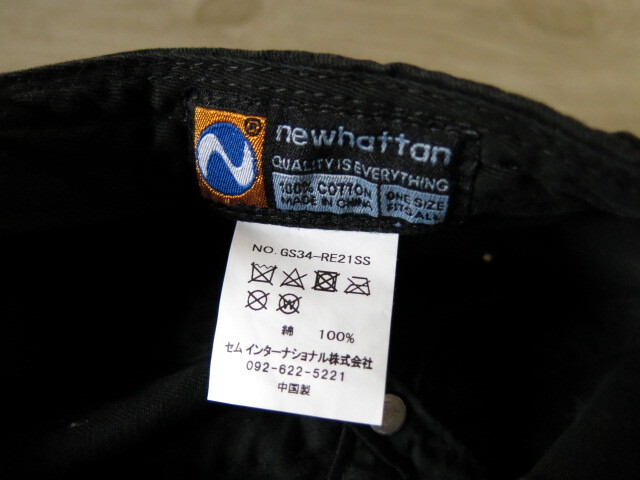 newhattan®
QUALITY IS EVERYTHING
100% COTTON
MADE IN CHINA
ONE SIZE
FITS ALL
NO. GS34-RE21SS
綿 100%
セム インターナショナル株式会社
092-622-5221
中国製